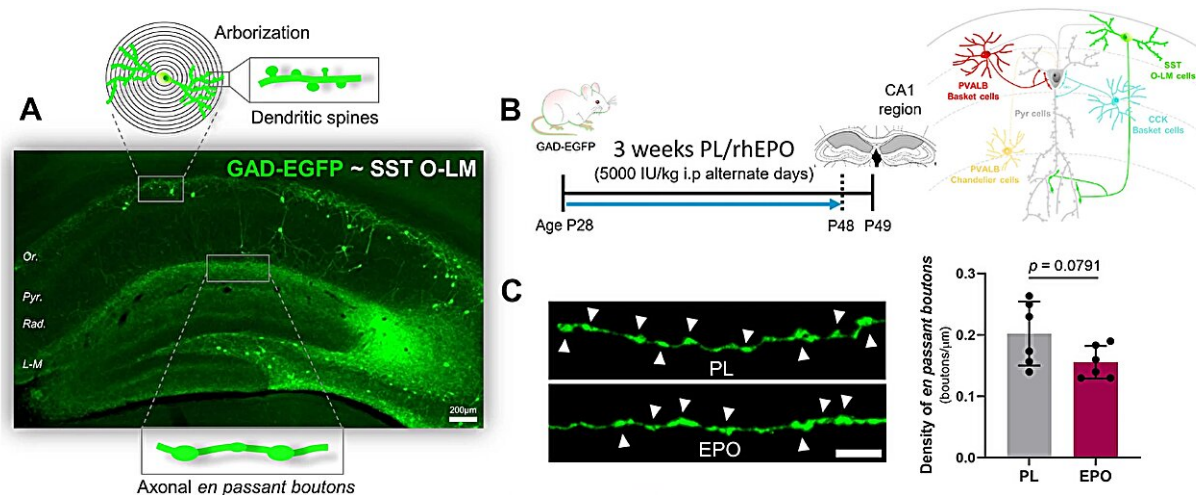 A
Arborization
Dendritic spines
GAD-EGFP ~ SST O-LM
Or.
Pyr.
Rad.
L-M
200µm
Axonal en passant boutons
B
GAD-EGFP
3 weeks PL/rhEPO
(5000 IU/kg i.p alternate days)
Age P28
P48
P49
CA1
region
PVALB
Basket cells
Pyr cells
SST
O-LM cells
CCK
Basket cells
PVALB
Chandelier cells
C
PL
EPO
p = 0.0791
Density of en passant boutons
(boutons/µm)
0.3
0.2
0.1
0.0
PL
EPO